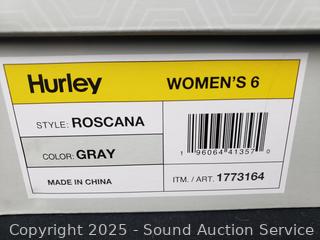 Hurley
WOMEN'S 6
STYLE: ROSCANA
COLOR: GRAY
1 96064 41357 0
MADE IN CHINA
ITM. / ART. 1773164
Copyright © 2025 - Sound Auction Service